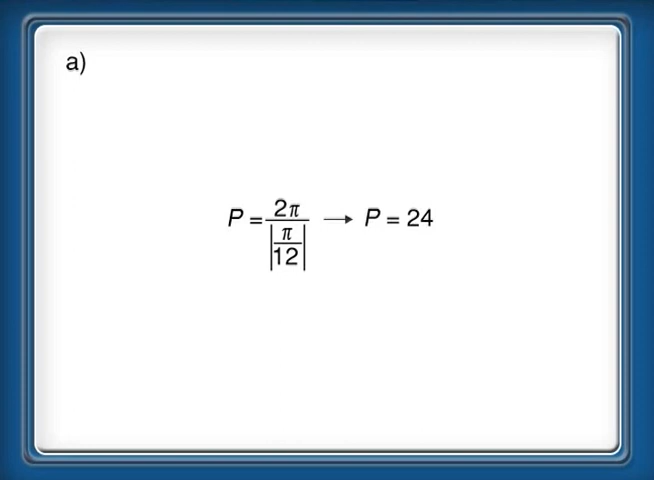 a)
P = 2π / |π/12| → P = 24